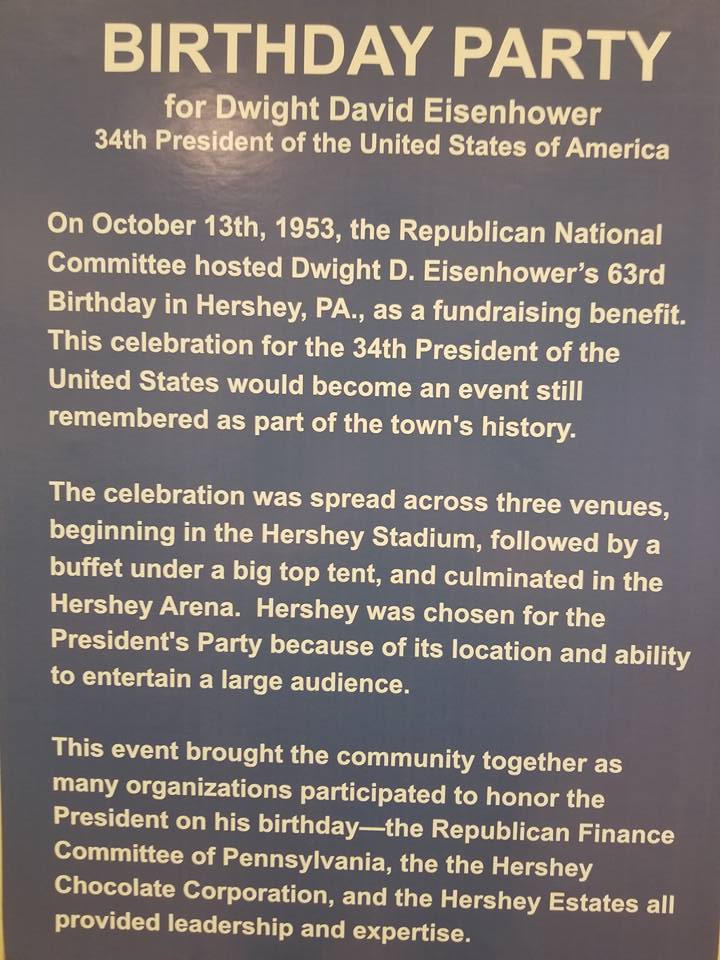 BIRTHDAY PARTY
for Dwight David Eisenhower
34th President of the United States of America
On October 13th, 1953, the Republican National
Committee hosted Dwight D. Eisenhower’s 63rd
Birthday in Hershey, PA., as a fundraising benefit.
This celebration for the 34th President of the
United States would become an event still
remembered as part of the town's history.
The celebration was spread across three venues,
beginning in the Hershey Stadium, followed by a
buffet under a big top tent, and culminated in the
Hershey Arena.  Hershey was chosen for the
President's Party because of its location and ability
to entertain a large audience.
This event brought the community together as
many organizations participated to honor the
President on his birthday—the Republican Finance
Committee of Pennsylvania, the the Hershey
Chocolate Corporation, and the Hershey Estates all
provided leadership and expertise.